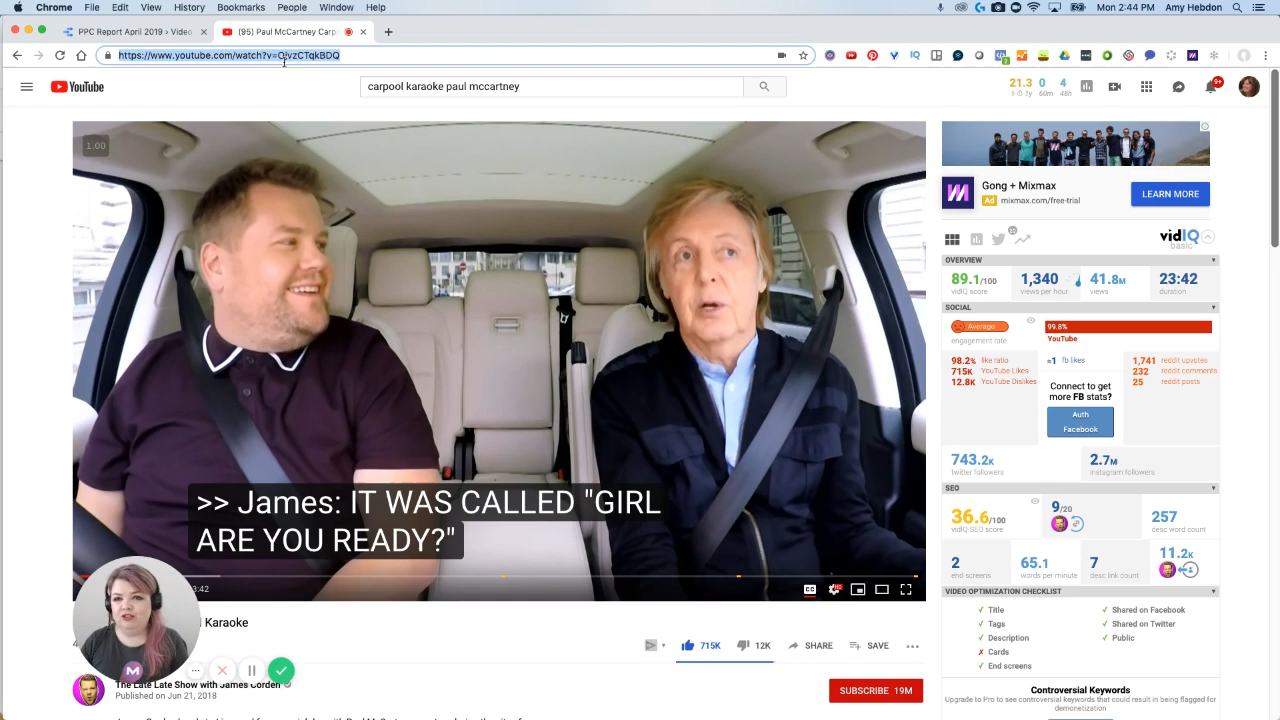 Chrome File Edit View History Bookmarks People Window Help
Mon 2:44 PM Amy Hebdon
PPC Report April 2019 › Video
(95) Paul McCartney Carp
https://www.youtube.com/watch?v=QjvzCTqkBDQ
YouTube
carpool karaoke paul mccartney
21.3 0 4
1y 60m 48h
9+
1.00
Ad mixmax.com/free-trial
Gong + Mixmax
LEARN MORE
vidIQ
basic
OVERVIEW
89.1/100 1,340 41.8M 23:42
vidIQ score views per hour views duration
SOCIAL
Average
engagement rate
99.8%
YouTube
98.2% like ratio
715K YouTube Likes
12.8K YouTube Dislikes
≈1 fb likes
Connect to get
more FB stats?
Auth
Facebook
1,741 reddit upvotes
232 reddit comments
25 reddit posts
743.2K 2.7M
twitter followers instagram followers
SEO
36.6/100
vidIQ SEO score
9/20
257
desc word count
2 65.1 7 11.2K
end screens words per minute desc link count
VIDEO OPTIMIZATION CHECKLIST
Title Shared on Facebook
Tags Shared on Twitter
Description Public
Cards
End screens
Controversial Keywords
Upgrade to Pro to see controversial keywords that could result in being flagged for
demonetization
>> James: IT WAS CALLED "GIRL
ARE YOU READY?"
3:42
CC HD
Karaoke
715K 12K SHARE SAVE
The Late Late Show with James Corden
Published on Jun 21, 2018
SUBSCRIBE 19M